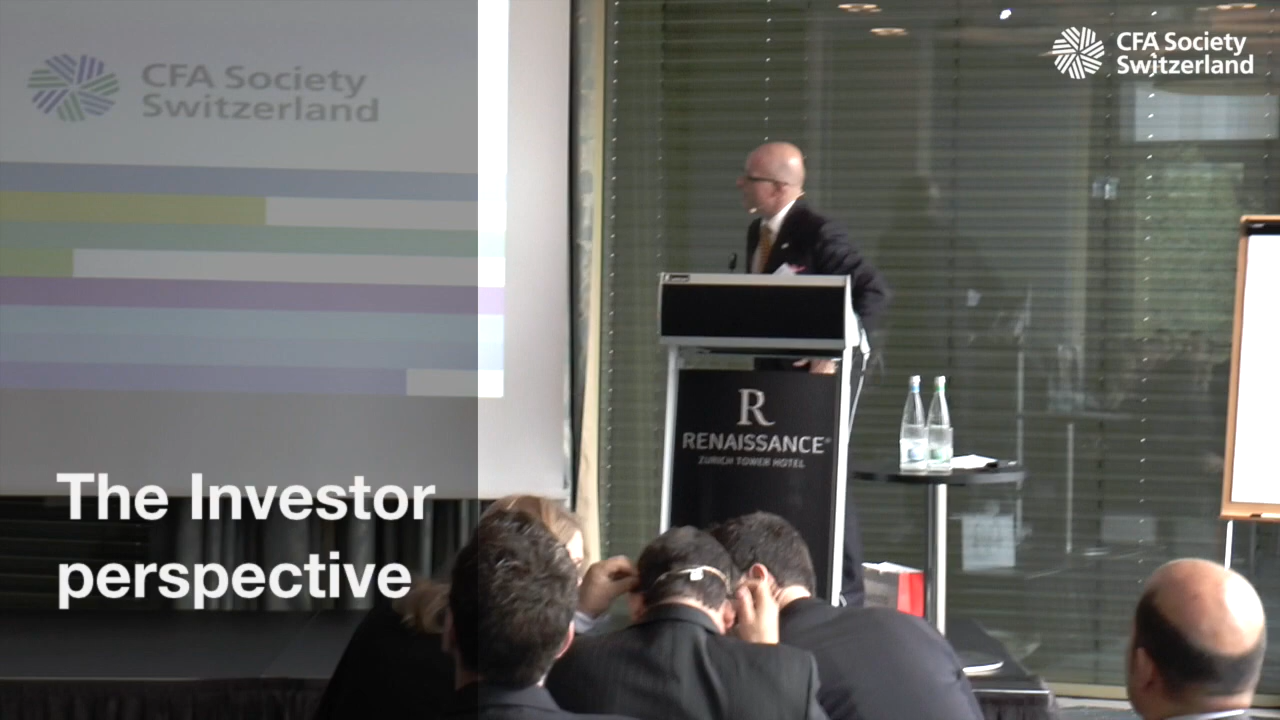 CFA Society
Switzerland
CFA Society
Switzerland
R
RENAISSANCE®
ZURICH TOWER HOTEL
The Investor
perspective